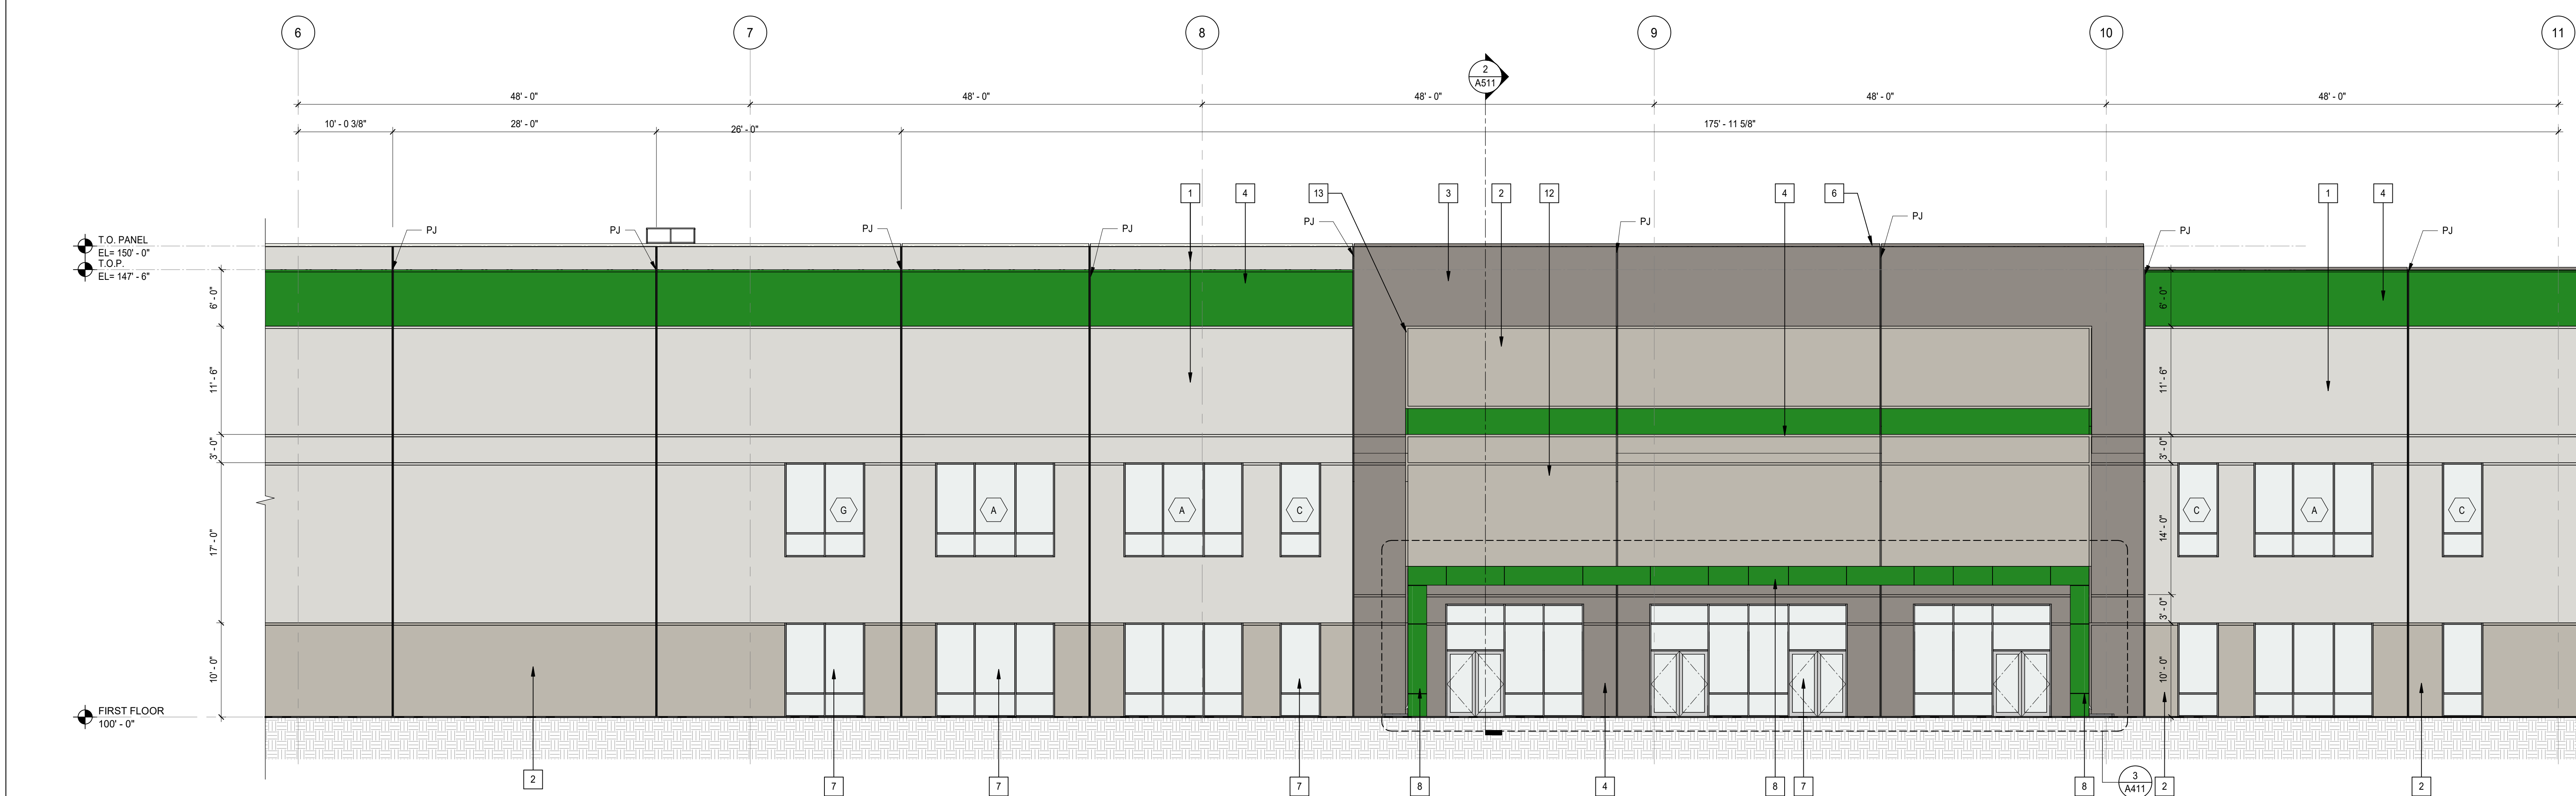 6
7
8
9
10
11
2
A511
48' - 0"
48' - 0"
48' - 0"
48' - 0"
48' - 0"
10' - 0 3/8"
28' - 0"
26' - 0"
175' - 11 5/8"
1
4
13
3
2
12
4
6
1
4
PJ
PJ
PJ
PJ
PJ
PJ
PJ
PJ
PJ
T.O. PANEL
EL= 150' - 0"
T.O.P.
EL= 147' - 6"
6' - 0"
11' - 6"
3' - 0"
17' - 0"
10' - 0"
6' - 0"
11' - 6"
3' - 0"
14' - 0"
3' - 0"
10' - 0"
G
A
A
C
C
A
C
FIRST FLOOR
100' - 0"
2
7
7
7
8
4
8
7
8
3
A411
2
2